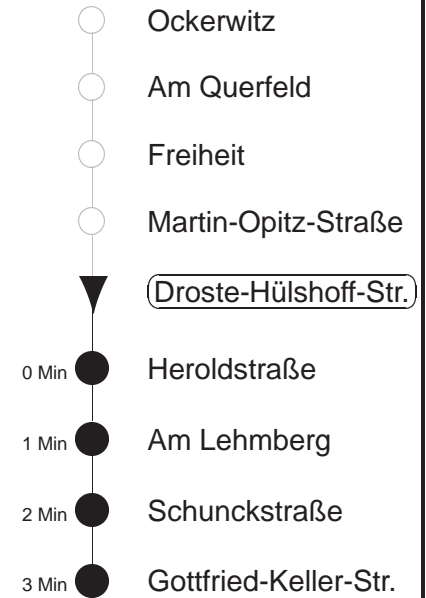 Ockerwitz
Am Querfeld
Freiheit
Martin-Opitz-Straße
Droste-Hülshoff-Str.
0 Min Heroldstraße
1 Min Am Lehmberg
2 Min Schunckstraße
3 Min Gottfried-Keller-Str.